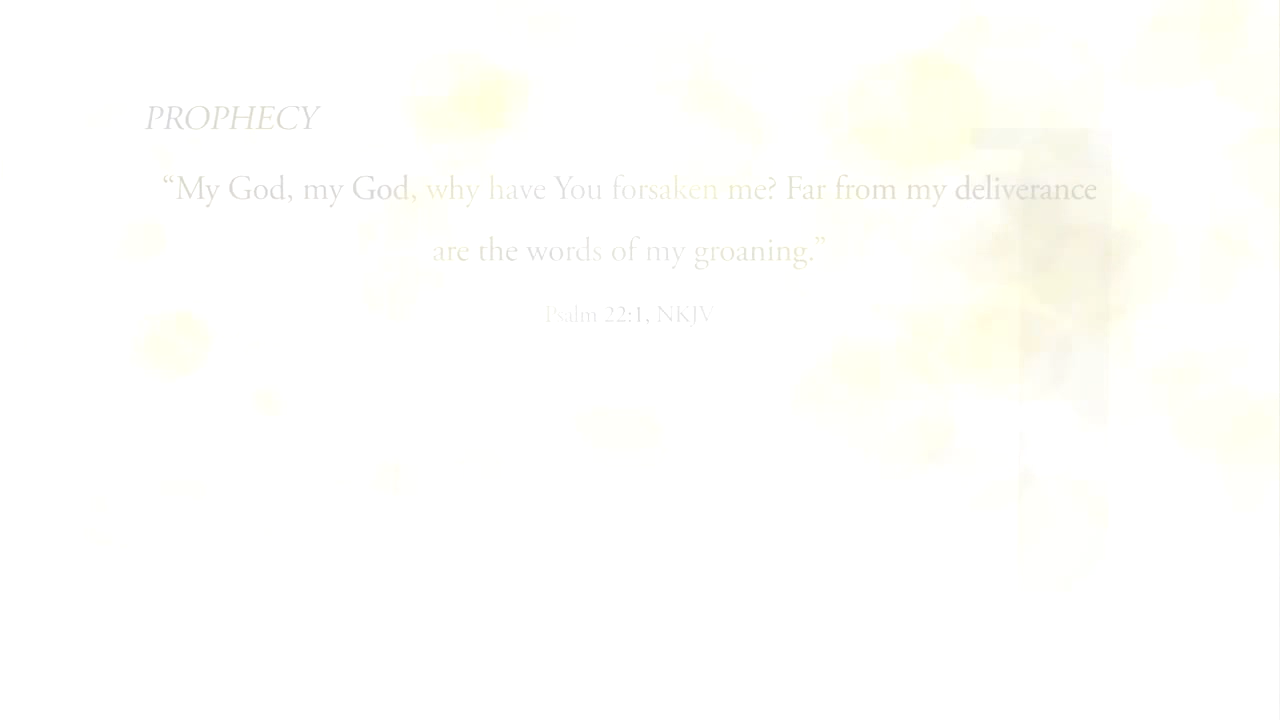 PROPHECY
“My God, my God, why have You forsaken me? Far from my deliverance
are the words of my groaning.”
Psalm 22:1, NKJV